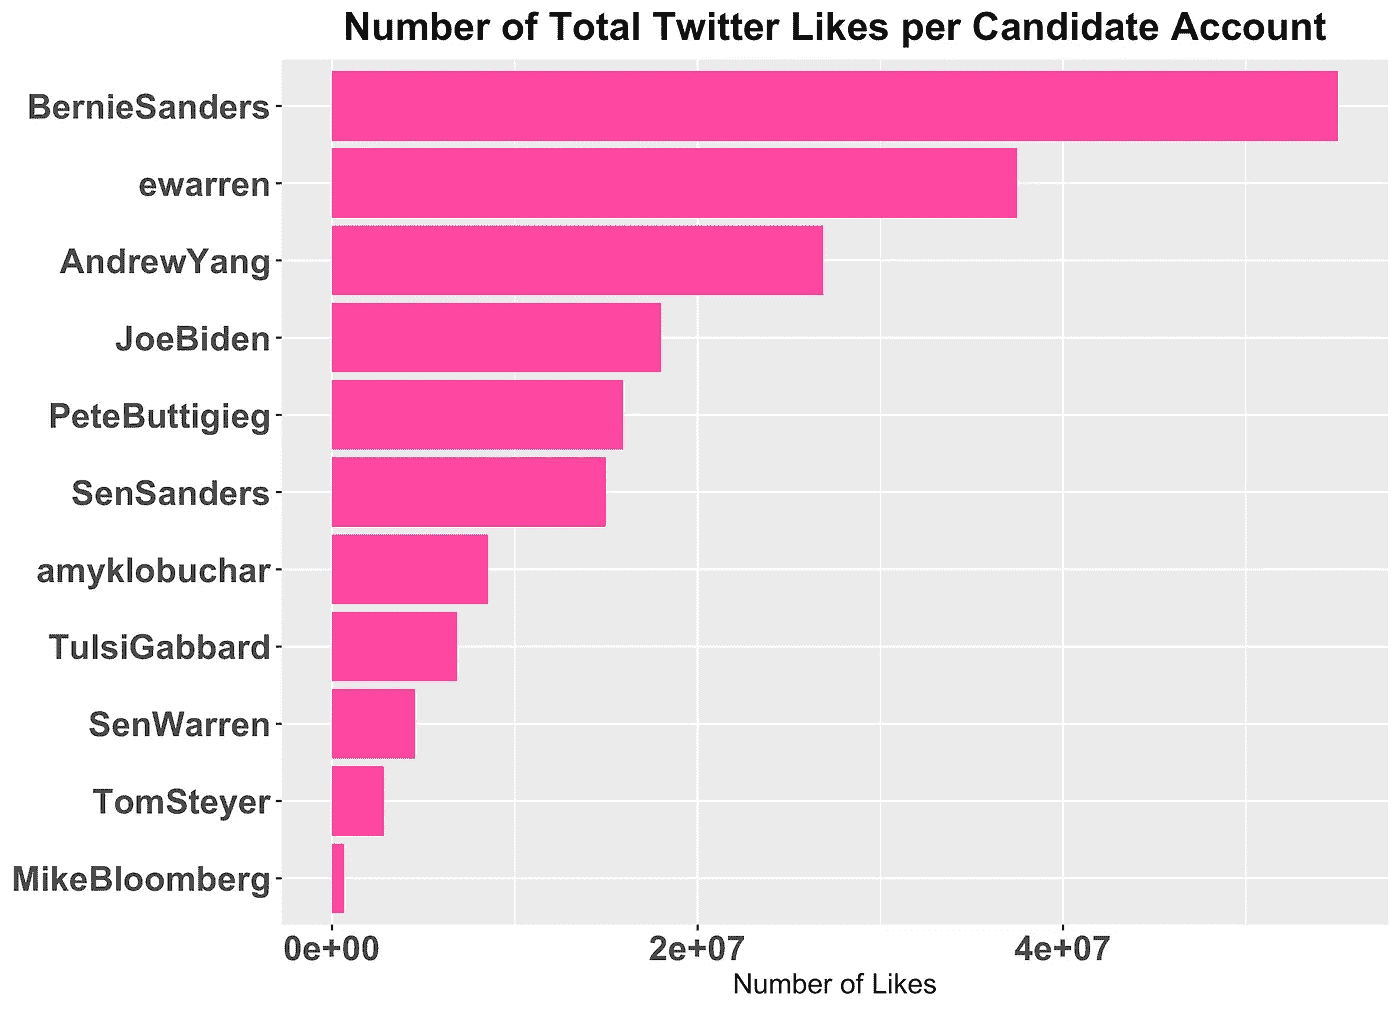 Number of Total Twitter Likes per Candidate Account
BernieSanders
ewarren
AndrewYang
JoeBiden
PeteButtigieg
SenSanders
amyklobuchar
TulsiGabbard
SenWarren
TomSteyer
MikeBloomberg
0e+00 2e+07 4e+07
Number of Likes